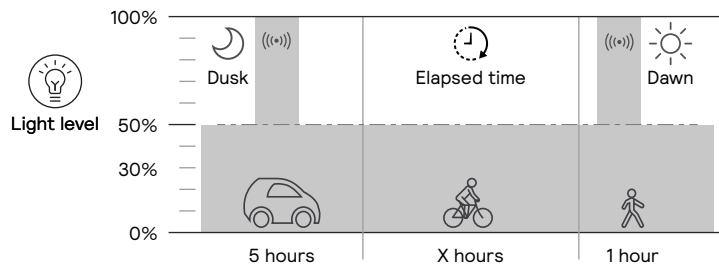 100%
Dusk
Elapsed time
Dawn
Light level
50%
30%
0%
5 hours
X hours
1 hour